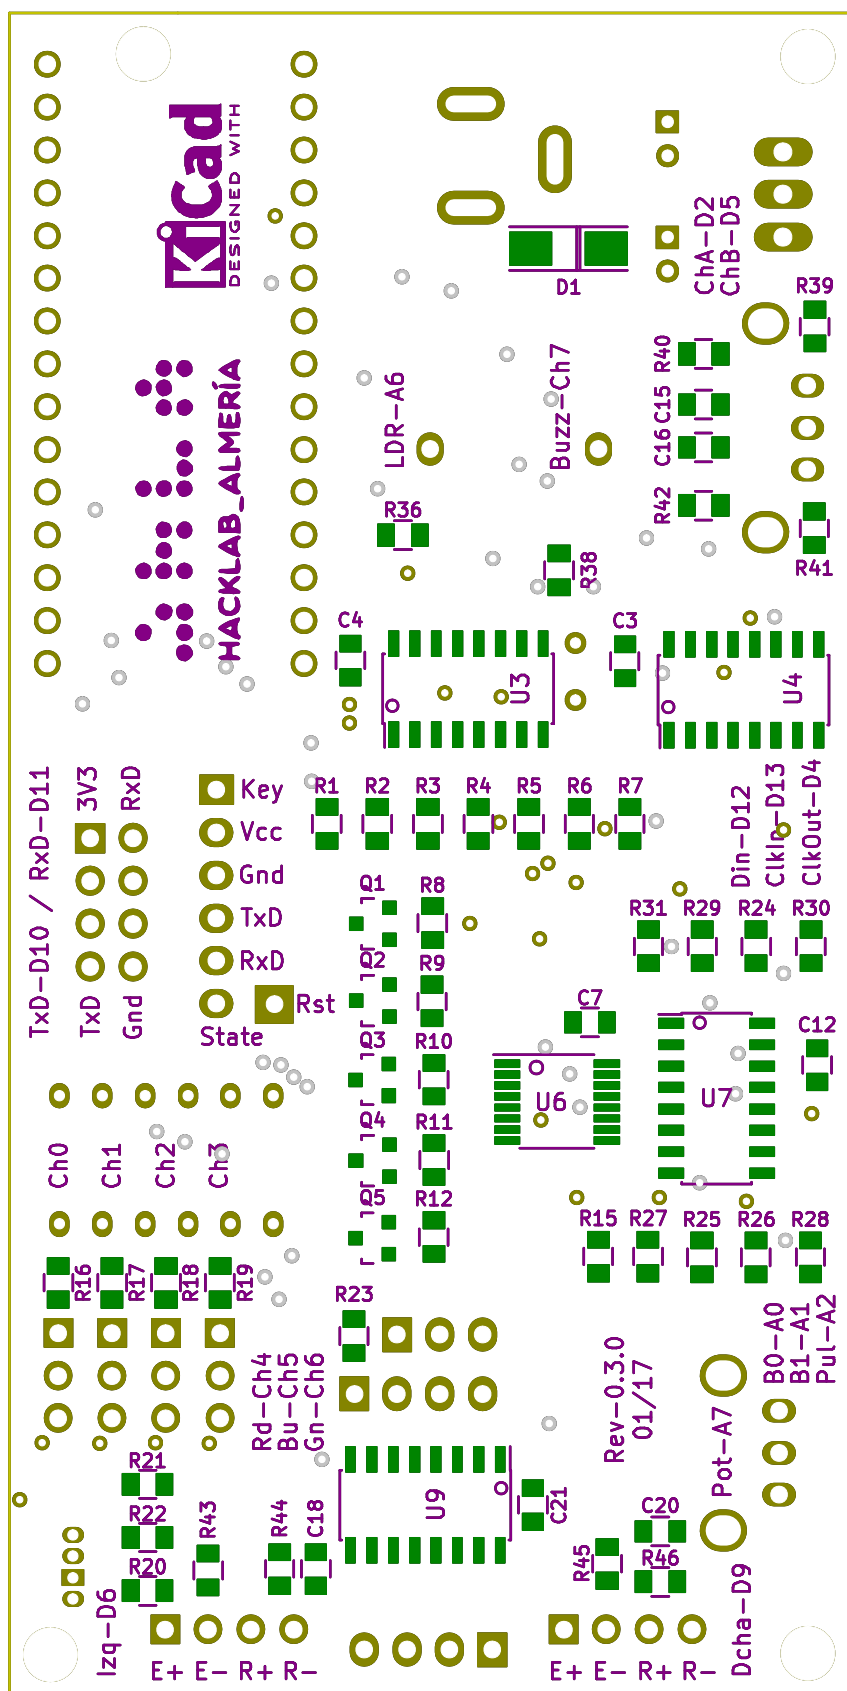 KiCad
DESIGNED WITH
HACKLAB_ALMERÍA
D1
ChA-D2
ChB-D5
R39
R40
C15
C16
R42
R41
LDR-A6
Buzz-Ch7
R36
R38
C4
U3
C3
U4
TxD-D10 / RxD-D11
3V3
RxD
TxD
Gnd
Key
Vcc
Gnd
TxD
RxD
State
Rst
R1
R2
R3
R4
R5
R6
R7
Din-D12
ClkIn-D13
ClkOut-D4
Q1
R8
Q2
R9
Q3
R10
Q4
R11
Q5
R12
R31
R29
R24
R30
C7
C12
U6
U7
Ch0
Ch1
Ch2
Ch3
R15
R27
R25
R26
R28
R16
R17
R18
R19
R23
Rd-Ch4
Bu-Ch5
Gn-Ch6
Rev-0.3.0
01/17
B0-A0
B1-A1
Pul-A2
Pot-A7
R21
R22
R20
R43
R44
C18
U9
C21
C20
R45
R46
Izq-D6
E+ E- R+ R-
E+ E- R+ R-
Dcha-D9